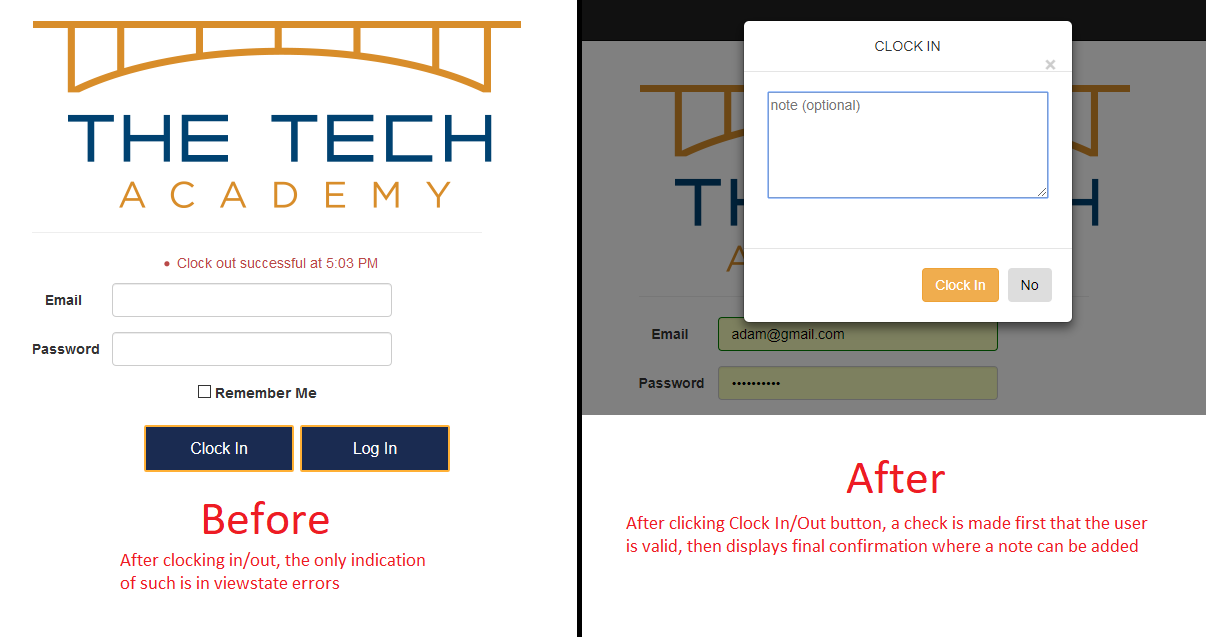 THE TECH
ACADEMY
• Clock out successful at 5:03 PM
Email
Password
Remember Me
Clock In
Log In
Before
After clocking in/out, the only indication
of such is in viewstate errors
CLOCK IN
×
note (optional)
Clock In
No
TH
CH
A
Email
adam@gmail.com
Password
••••••••••
After
After clicking Clock In/Out button, a check is made first that the user
is valid, then displays final confirmation where a note can be added